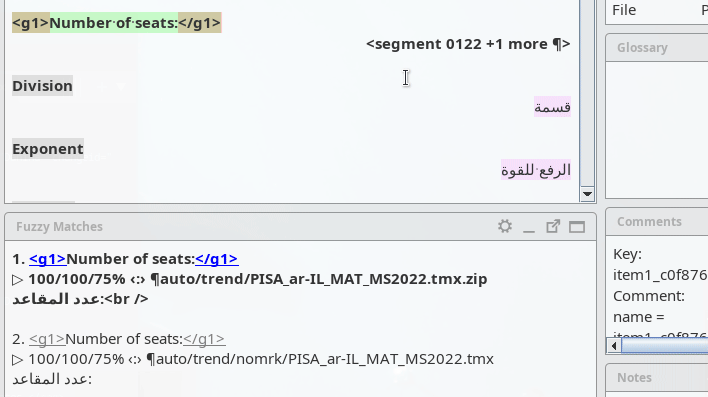 <g1>Number·of·seats:</g1>
<segment 0122 +1 more ¶>
Division
قسمة
Exponent
الرفع·للقوة
Fuzzy Matches
1. <g1>Number of seats:</g1>
▷ 100/100/75% ‹:› ¶auto/trend/PISA_ar-IL_MAT_MS2022.tmx.zip
عدد المقاعد:<br />
2. <g1>Number of seats:</g1>
▷ 100/100/75% ‹:› ¶auto/trend/nomrk/PISA_ar-IL_MAT_MS2022.tmx
عدد المقاعد:
File
Glossary
Comments
Key:
item1_c0f876
Comment:
name =
Notes